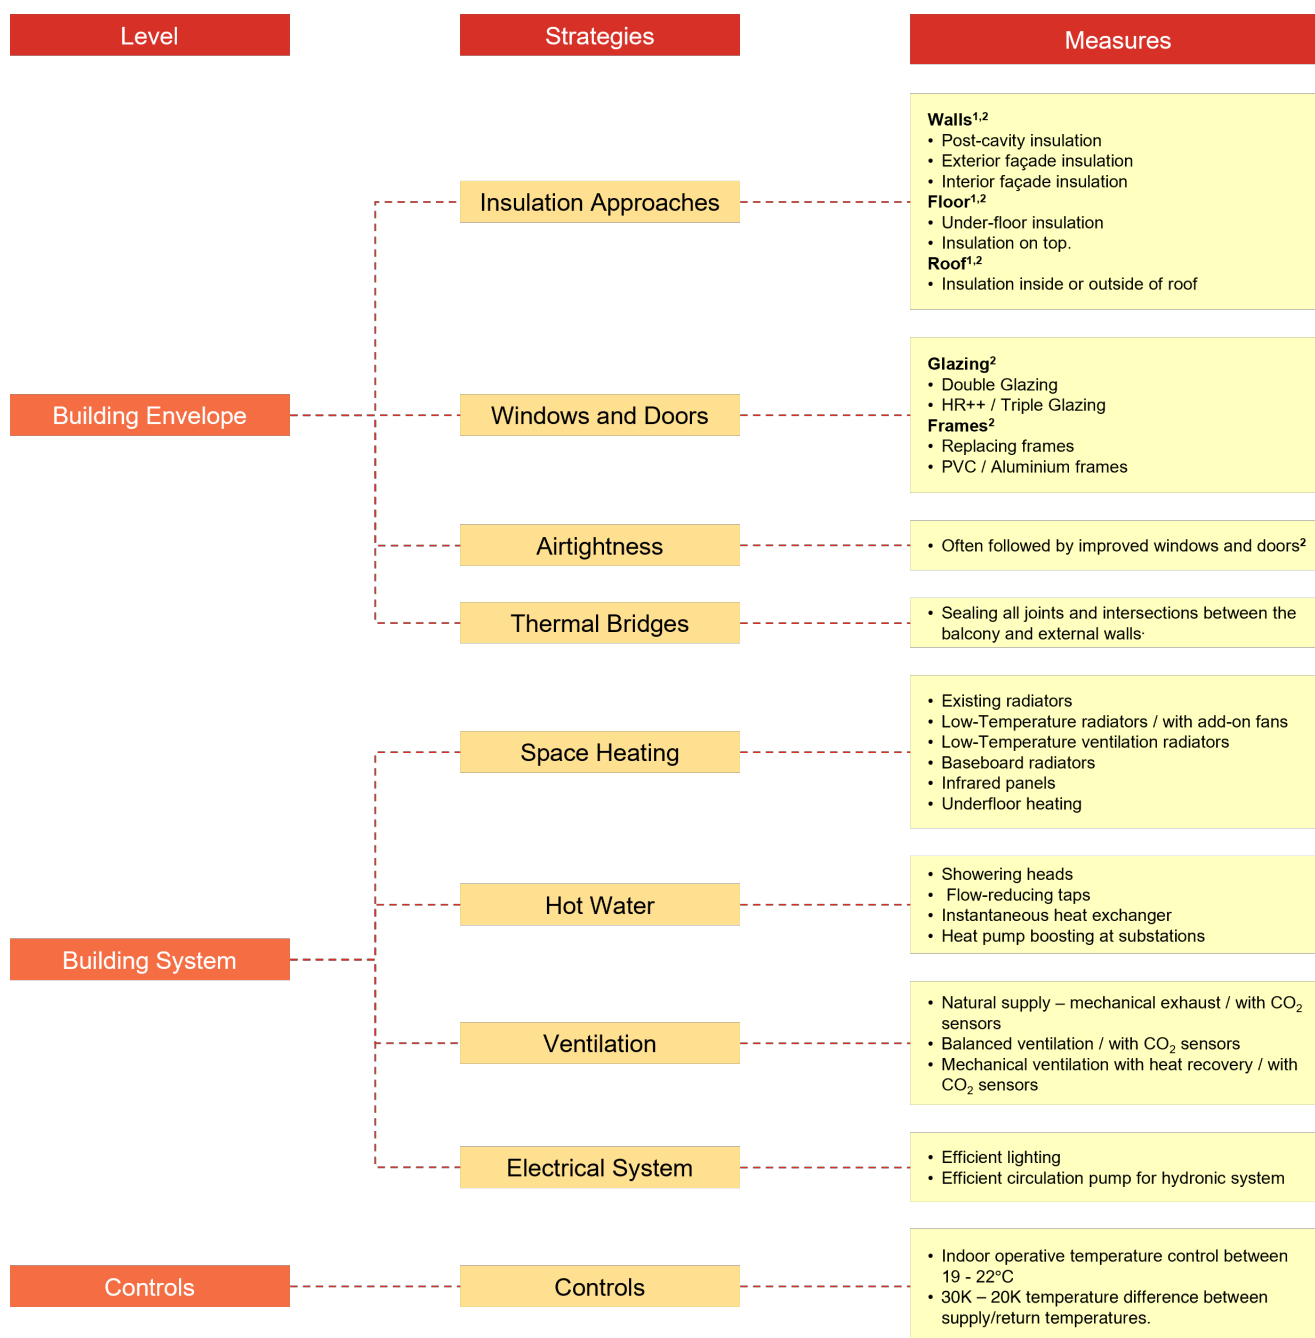 Level
Strategies
Measures
Walls1,2
• Post-cavity insulation
• Exterior façade insulation
• Interior façade insulation
Floor1,2
• Under-floor insulation
• Insulation on top.
Roof1,2
• Insulation inside or outside of roof
Insulation Approaches
Building Envelope
Windows and Doors
Glazing2
• Double Glazing
• HR++ / Triple Glazing
Frames2
• Replacing frames
• PVC / Aluminium frames
Airtightness
• Often followed by improved windows and doors2
Thermal Bridges
• Sealing all joints and intersections between the
balcony and external walls.
Space Heating
• Existing radiators
• Low-Temperature radiators / with add-on fans
• Low-Temperature ventilation radiators
• Baseboard radiators
• Infrared panels
• Underfloor heating
Hot Water
• Showering heads
• Flow-reducing taps
• Instantaneous heat exchanger
• Heat pump boosting at substations
Building System
Ventilation
• Natural supply – mechanical exhaust / with CO2
sensors
• Balanced ventilation / with CO2 sensors
• Mechanical ventilation with heat recovery / with
CO2 sensors
Electrical System
• Efficient lighting
• Efficient circulation pump for hydronic system
Controls
Controls
• Indoor operative temperature control between
19 - 22°C
• 30K – 20K temperature difference between
supply/return temperatures.